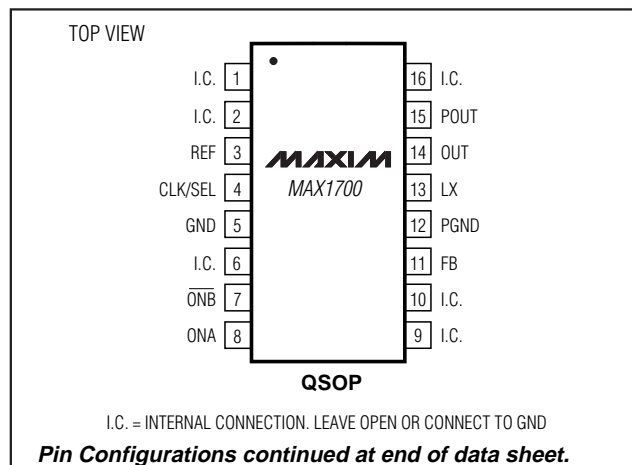 TOP VIEW
I.C. 1
I.C. 2
REF 3
CLK/SEL 4
GND 5
I.C. 6
ONB 7
ONA 8
MAXIM
MAX1700
16 I.C.
15 POUT
14 OUT
13 LX
12 PGND
11 FB
10 I.C.
9 I.C.
QSOP
I.C. = INTERNAL CONNECTION. LEAVE OPEN OR CONNECT TO GND
Pin Configurations continued at end of data sheet.